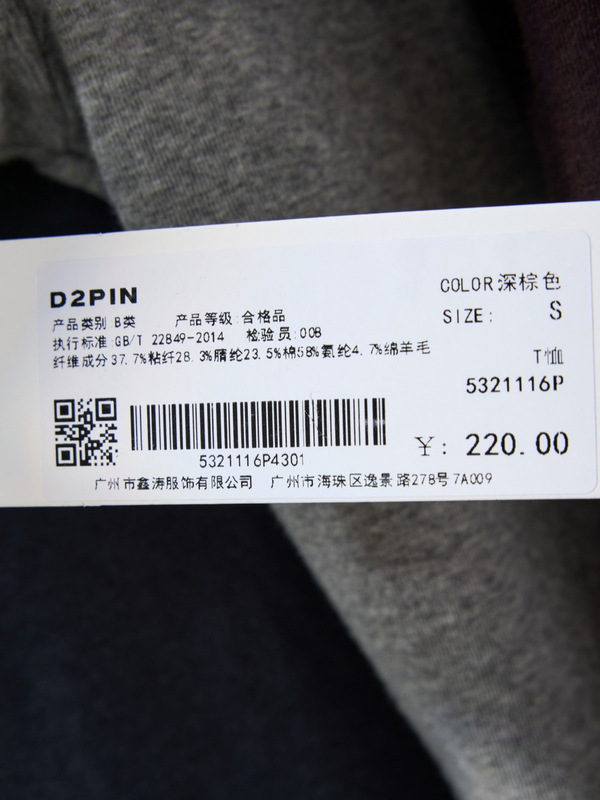 D2PIN
产品类别:B类 产品等级:合格品
执行标准:GB/T 22849-2014 检验员:008
纤维成分37.7%粘纤28.3%腈纶23.5%棉58%氨纶4.7%绵羊毛
COLOR深棕色
SIZE: S
T恤
5321116P
5321116P4301
¥: 220.00
广州市鑫涛服饰有限公司 广州市海珠区逸景路278号7A009